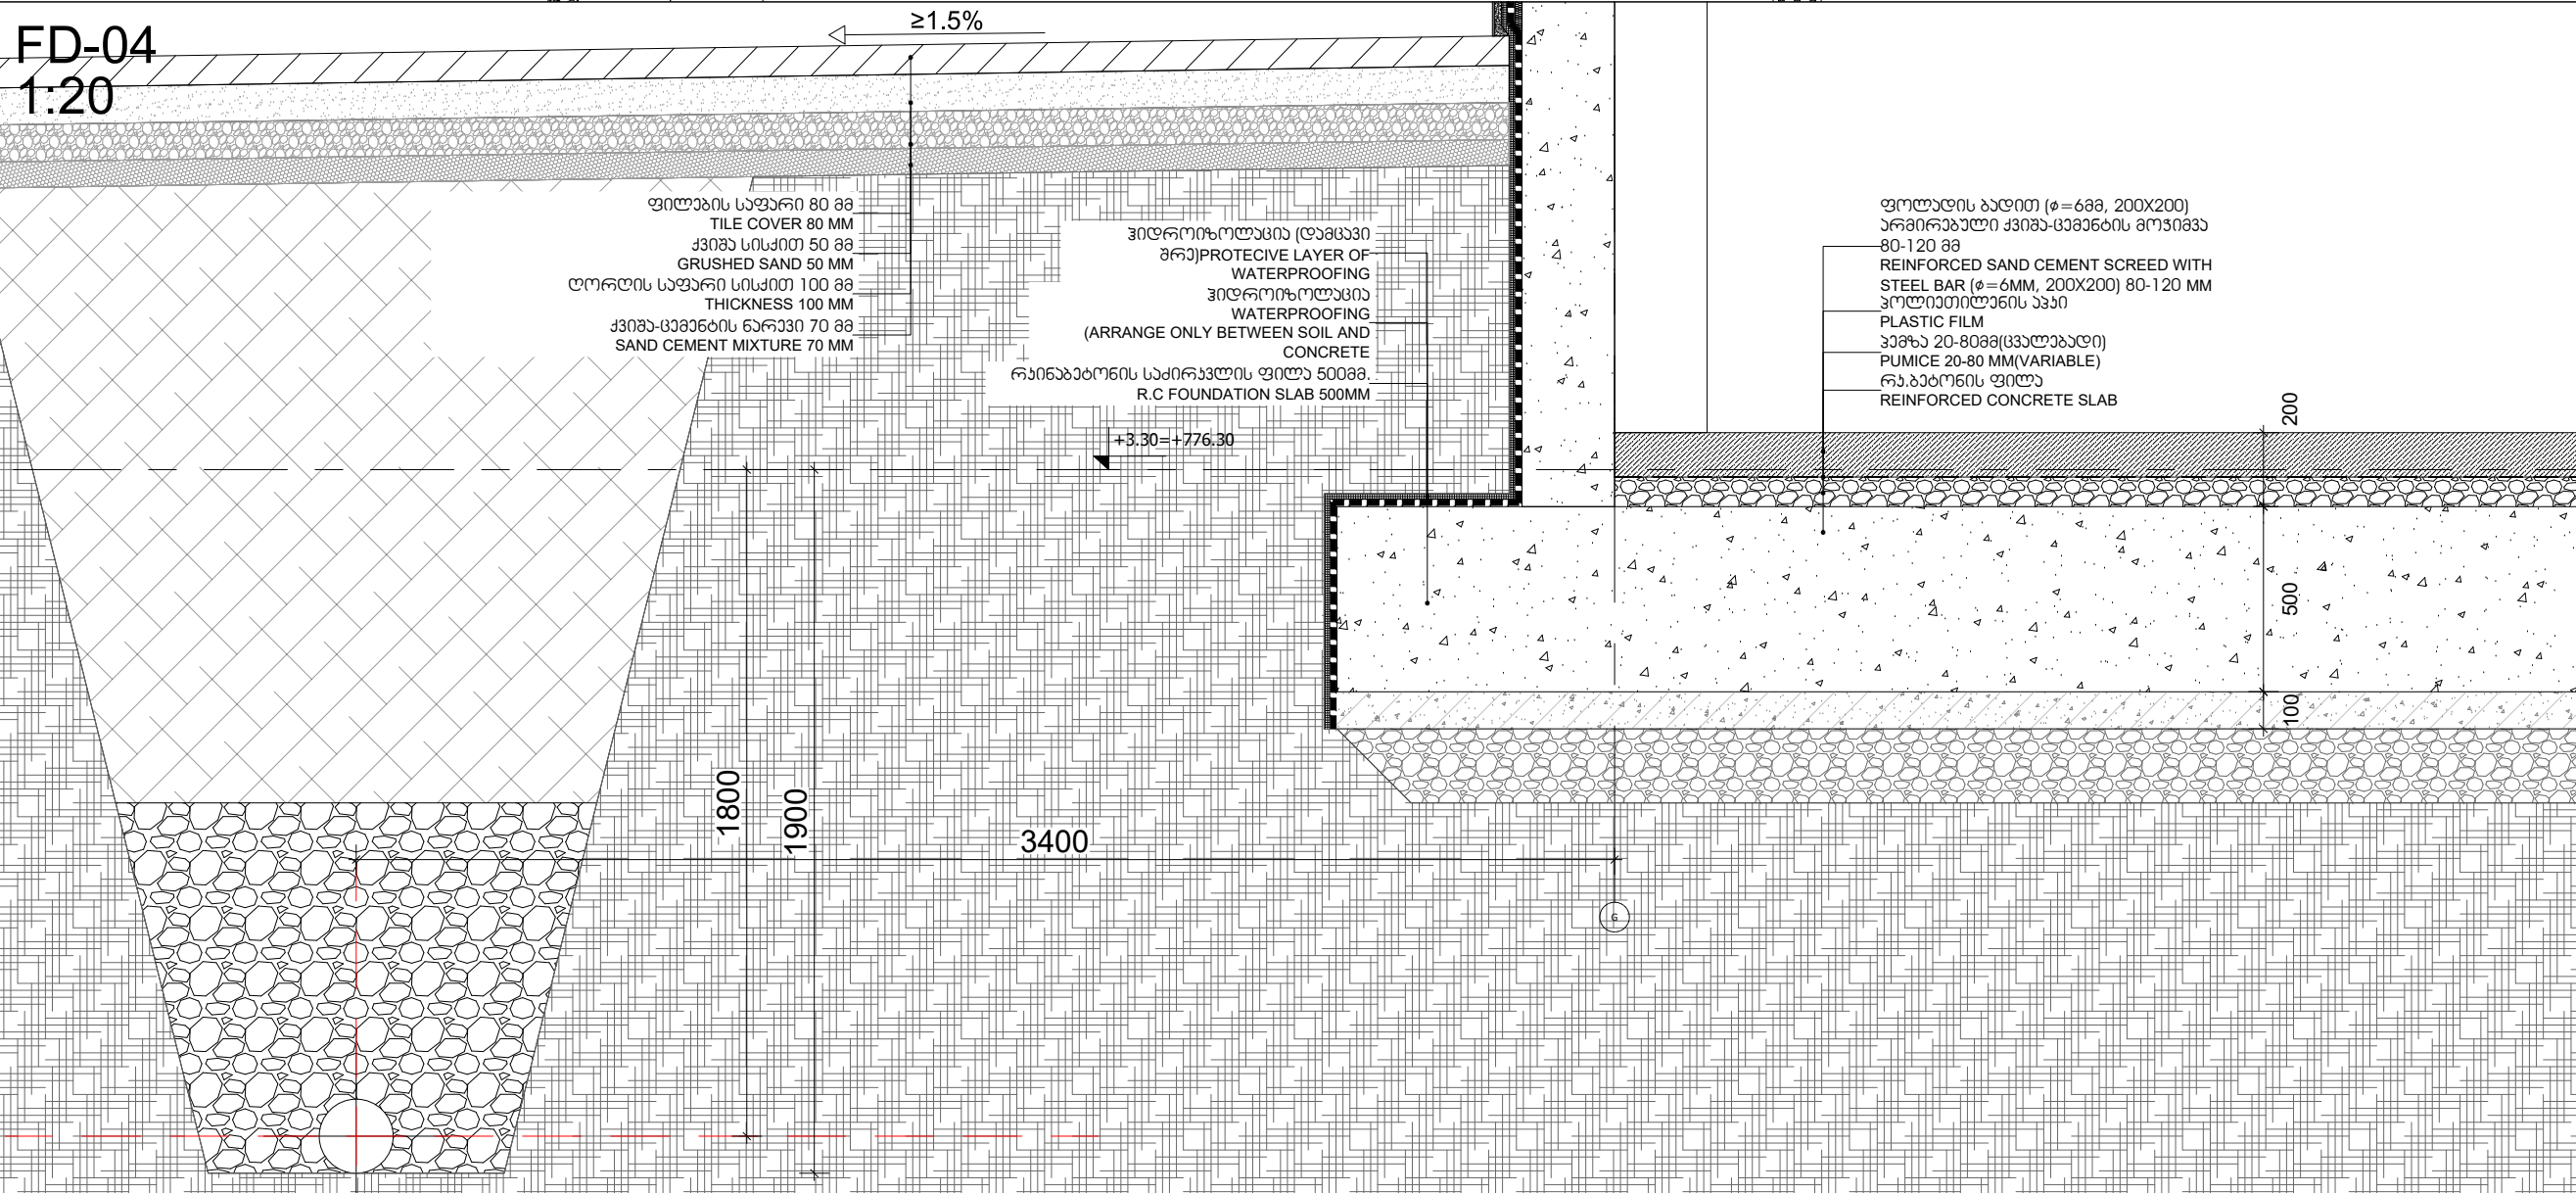 FD-04
1:20
≥1.5%
ფილების საფარი 80 მმ
TILE COVER 80 MM
ქვიშა სისქით 50 მმ
GRUSHED SAND 50 MM
ღორღის საფარი სისქით 100 მმ
THICKNESS 100 MM
ქვიშა-ცემენტის ნარევი 70 მმ
SAND CEMENT MIXTURE 70 MM
ჰიდროიზოლაცია (დამცავი
შრე)PROTECIVE LAYER OF
WATERPROOFING
ჰიდროიზოლაცია
WATERPROOFING
(ARRANGE ONLY BETWEEN SOIL AND
CONCRETE
რკინაბეტონის საძირკვლის ფილა 500მმ.
R.C FOUNDATION SLAB 500MM
+3.30=+776.30
ფოლადის ბადით (ø=6მმ, 200X200)
არმირებული ქვიშა-ცემენტის მოჭიმვა
80-120 მმ
REINFORCED SAND CEMENT SCREED WITH
STEEL BAR (ø=6MM, 200X200) 80-120 MM
პოლიეთილენის აპკი
PLASTIC FILM
პემზა 20-80მმ(ცვალებადი)
PUMICE 20-80 MM(VARIABLE)
რკ.ბეტონის ფილა
REINFORCED CONCRETE SLAB
200
500
100
1800
1900
3400
G